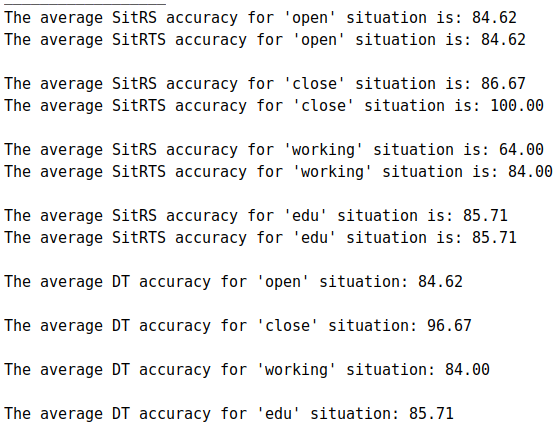 The average SitRS accuracy for 'open' situation is: 84.62
The average SitRTS accuracy for 'open' situation is: 84.62
The average SitRS accuracy for 'close' situation is: 86.67
The average SitRTS accuracy for 'close' situation is: 100.00
The average SitRS accuracy for 'working' situation is: 64.00
The average SitRTS accuracy for 'working' situation is: 84.00
The average SitRS accuracy for 'edu' situation is: 85.71
The average SitRTS accuracy for 'edu' situation is: 85.71
The average DT accuracy for 'open' situation: 84.62
The average DT accuracy for 'close' situation: 96.67
The average DT accuracy for 'working' situation: 84.00
The average DT accuracy for 'edu' situation: 85.71